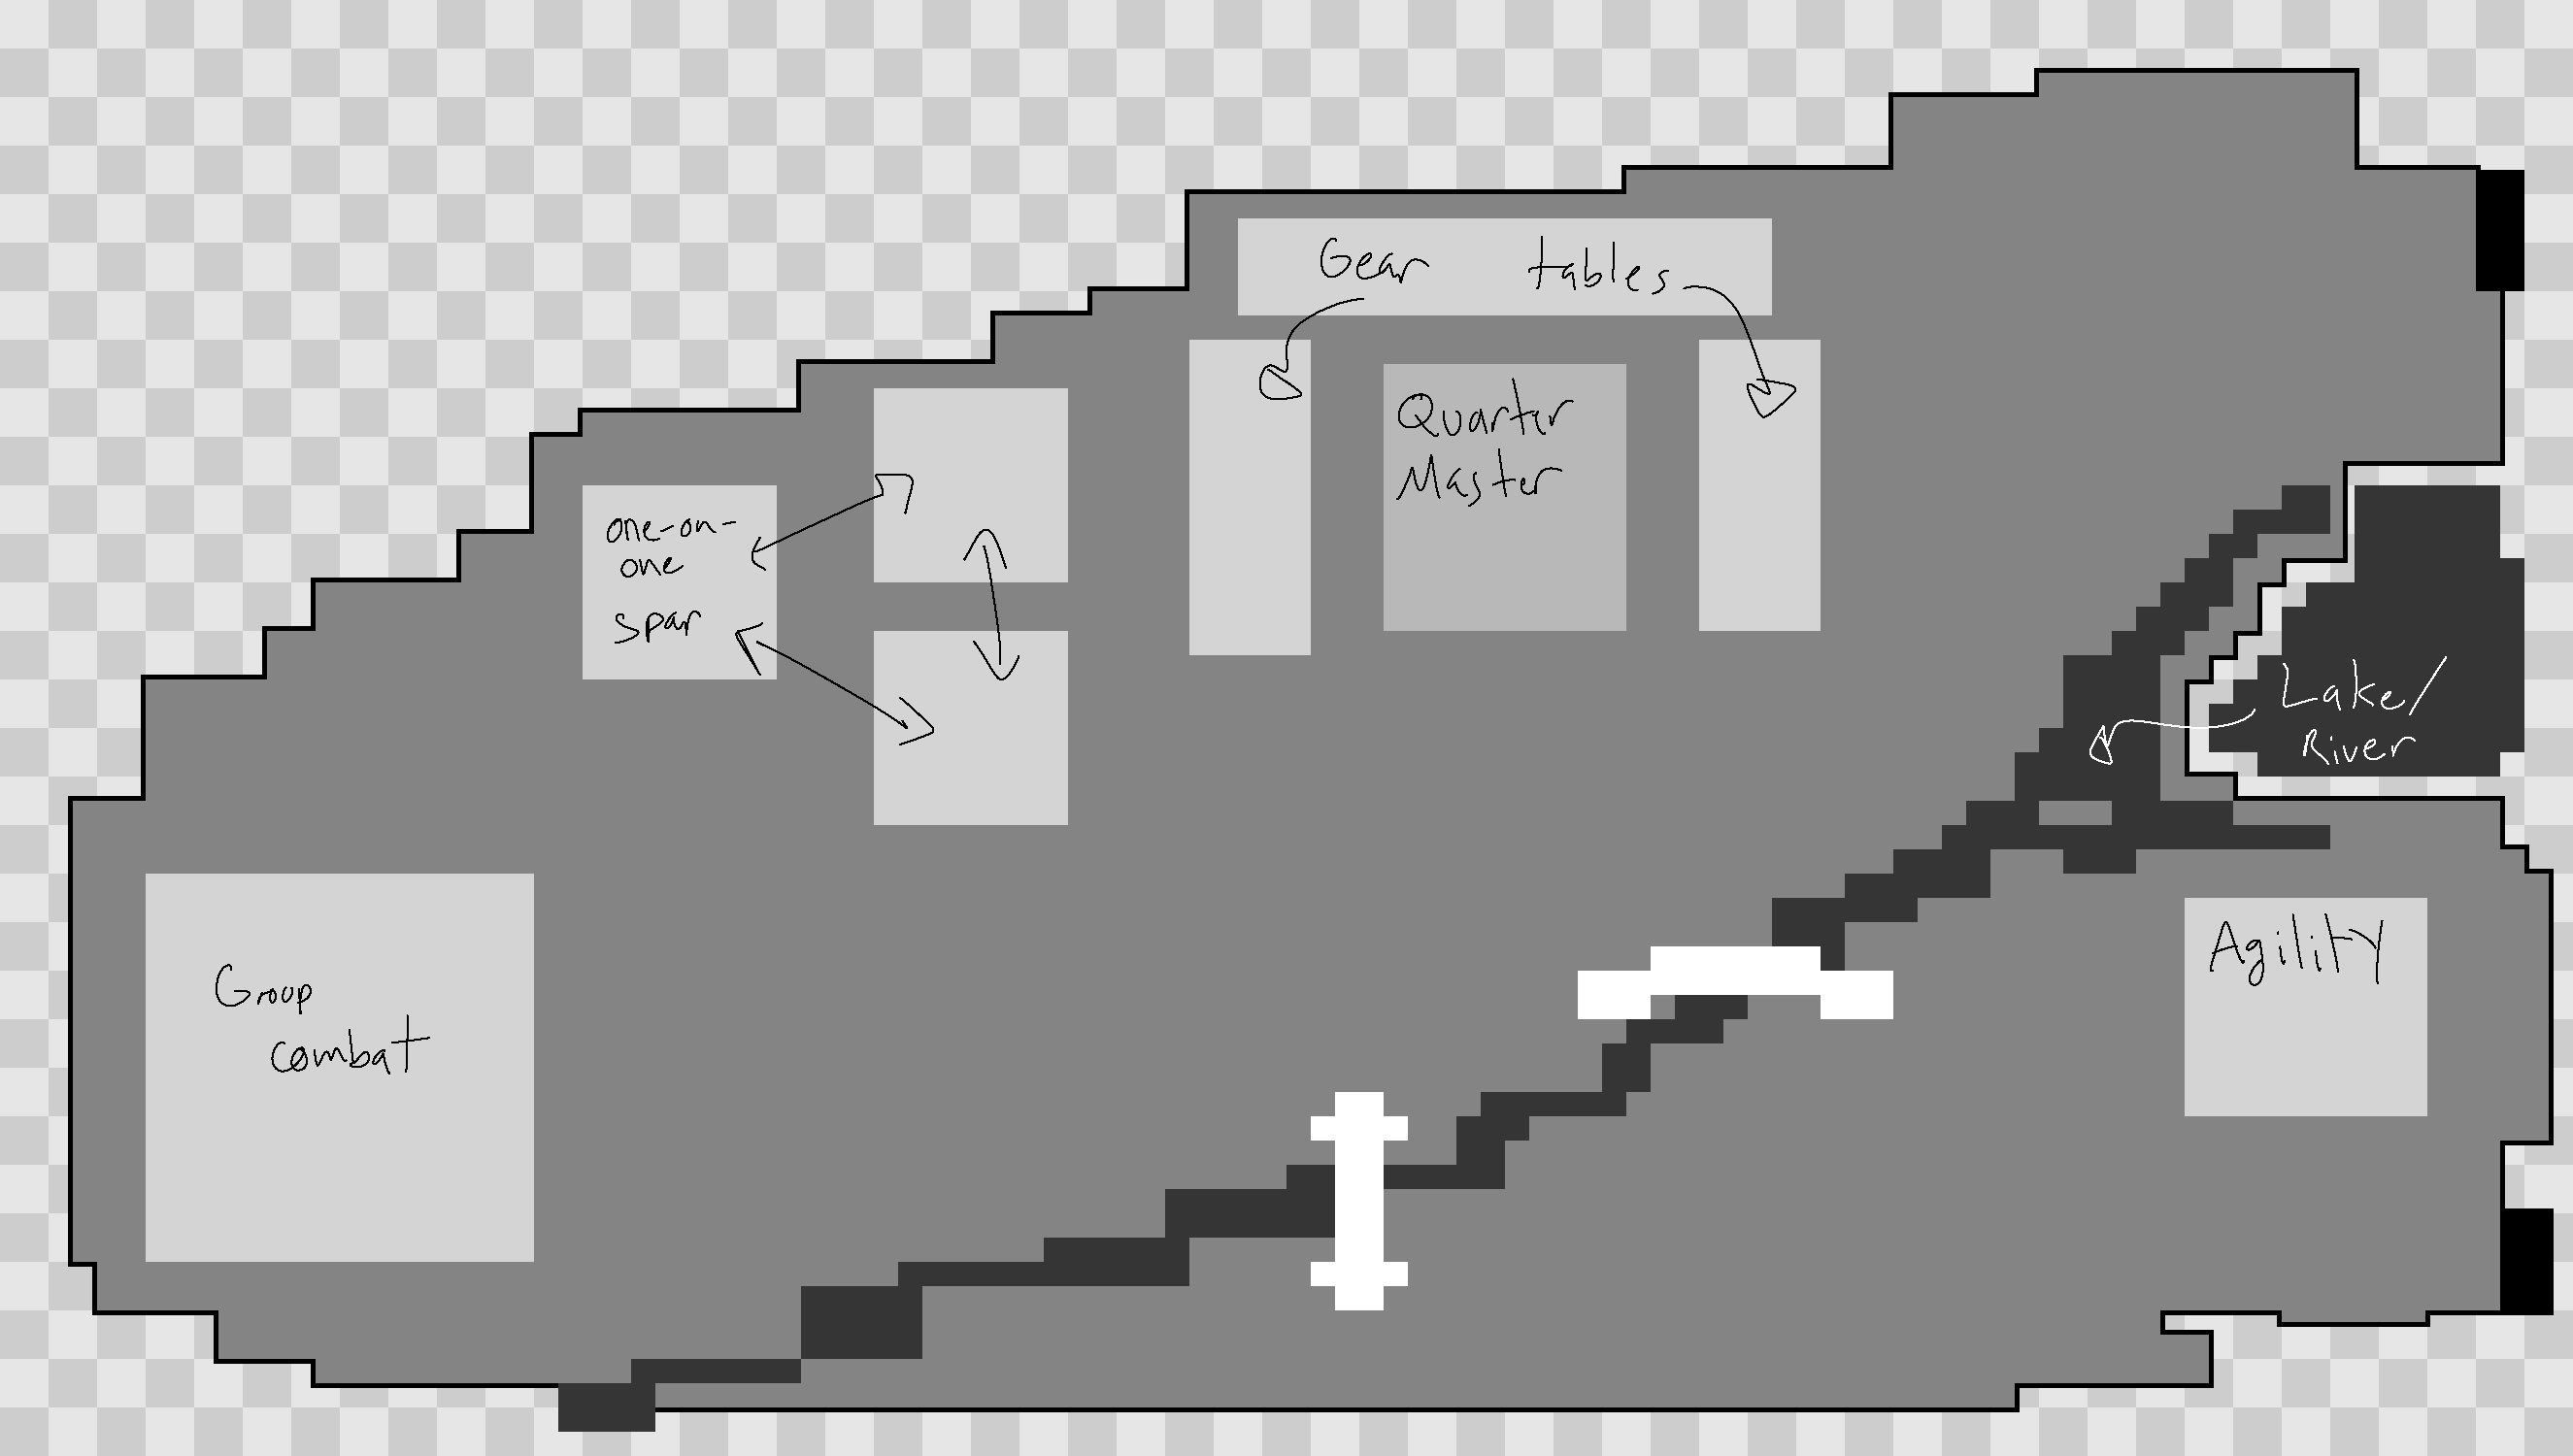 Gear tables
Quarter
Master
one-on-
one
spar
Lake/
River
Agility
Group
combat